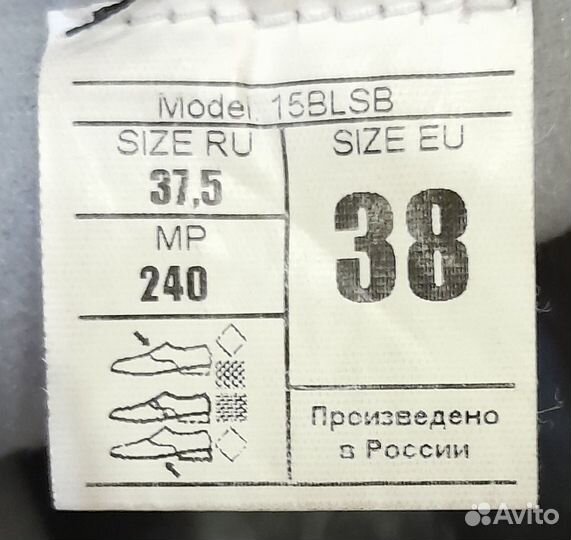 Model 15BLSB
SIZE RU
37,5
MP
240
SIZE EU
38
Произведено
в России
Avito